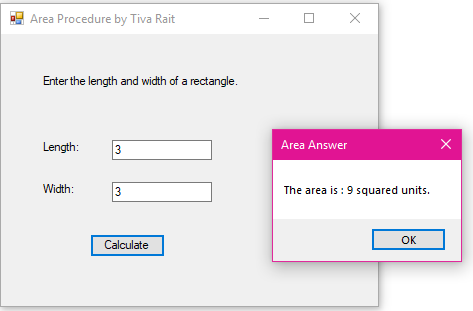 Area Procedure by Tiva Rait
Enter the length and width of a rectangle.
Length: 3
Width: 3
Calculate
Area Answer
The area is : 9 squared units.
OK